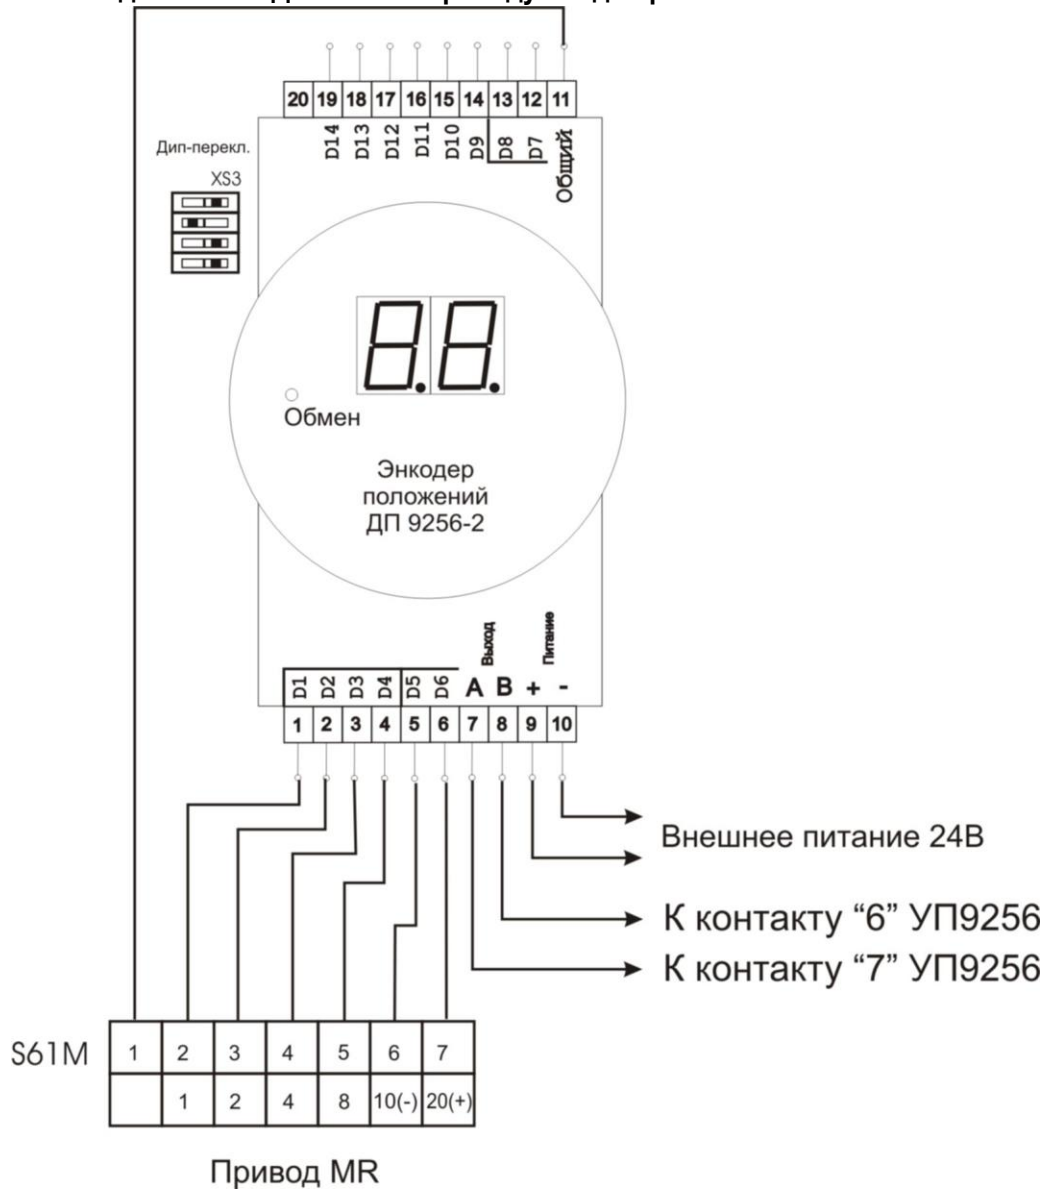 20 19 18 17 16 15 14 13 12 11
D14 D13 D12 D11 D10 D9 D8 D7 Общий
Дип-перекл.
XS3
Обмен
Энкодер
положений
ДП 9256-2
Выход Питание
D1 D2 D3 D4 D5 D6 A B + -
1 2 3 4 5 6 7 8 9 10
Внешнее питание 24В
К контакту “6” УП9256
К контакту “7” УП9256
S61M 1 2 3 4 5 6 7
1 2 4 8 10(-) 20(+)
Привод MR